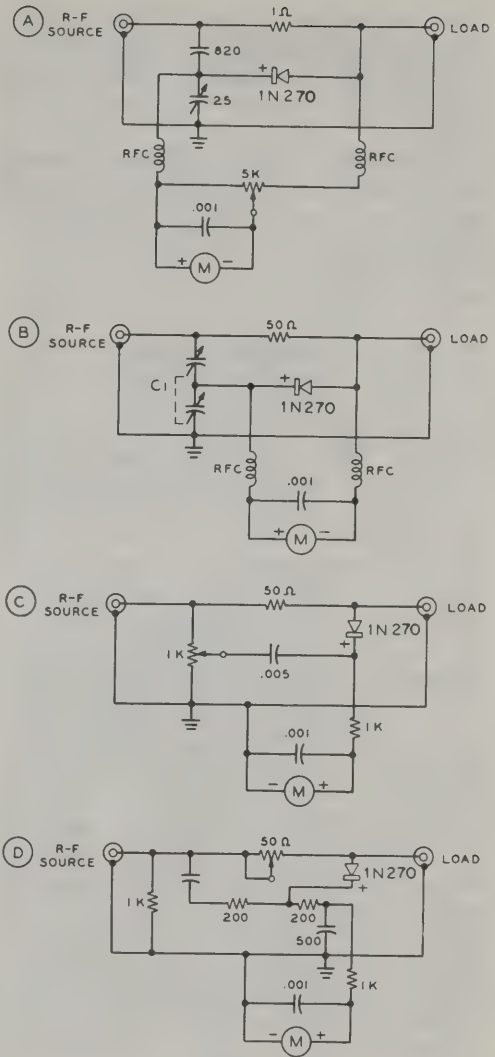 A
R-F SOURCE
1Ω
LOAD
820
+
1N270
25
RFC
RFC
5K
.001
+ M -
B
R-F SOURCE
50Ω
LOAD
C1
+
1N270
RFC
RFC
.001
+ M -
C
R-F SOURCE
50Ω
LOAD
1N270
+
1K
.005
1K
.001
- M +
D
R-F SOURCE
50Ω
LOAD
1N270
+
1K
200
200
500
1K
.001
- M +